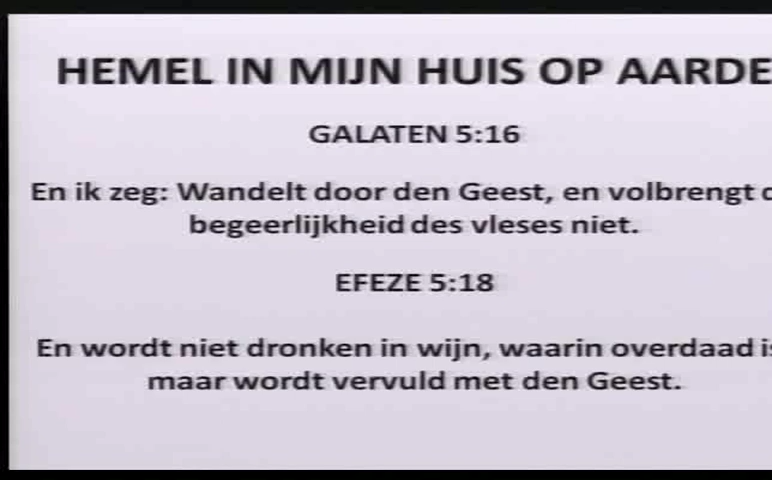 HEMEL IN MIJN HUIS OP AARDE
GALATEN 5:16
En ik zeg: Wandelt door den Geest, en volbrengt
begeerlijkheid des vleses niet.
EFEZE 5:18
En wordt niet dronken in wijn, waarin overdaad is
maar wordt vervuld met den Geest.